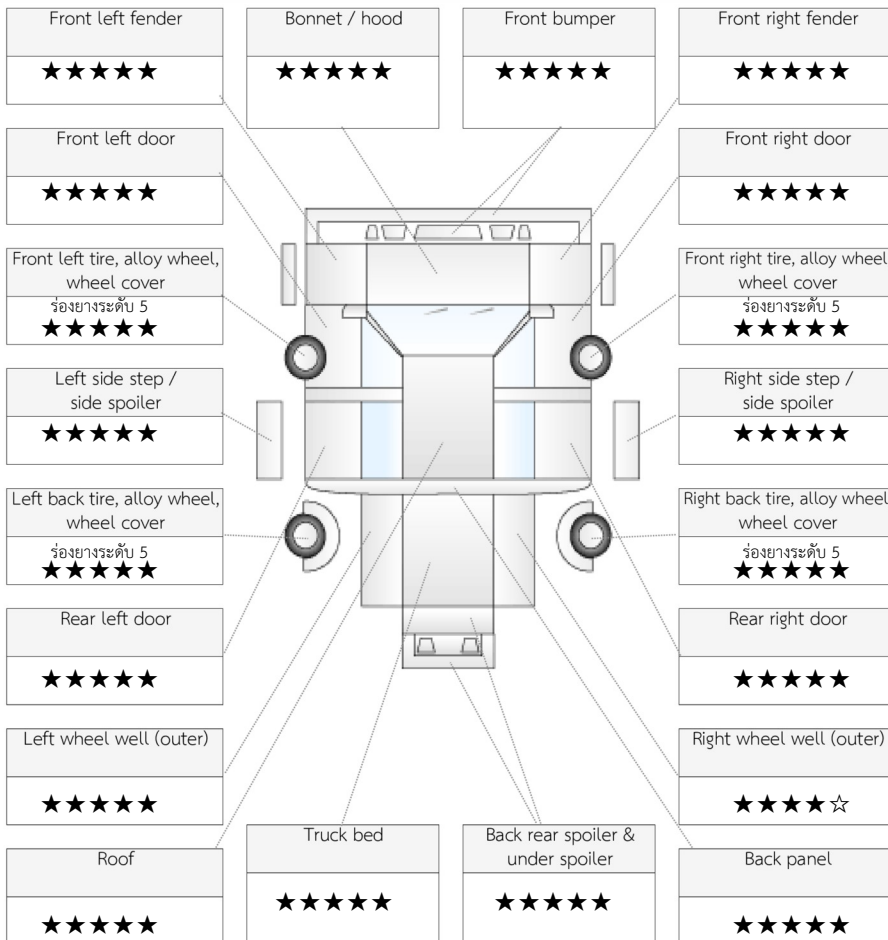 Front left fender
★★★★★
Bonnet / hood
★★★★★
Front bumper
★★★★★
Front right fender
★★★★★
Front left door
★★★★★
Front right door
★★★★★
Front left tire, alloy wheel,
wheel cover
ร่องยางระดับ 5
★★★★★
Front right tire, alloy wheel
wheel cover
ร่องยางระดับ 5
★★★★★
Left side step /
side spoiler
★★★★★
Right side step /
side spoiler
★★★★★
Left back tire, alloy wheel,
wheel cover
ร่องยางระดับ 5
★★★★★
Right back tire, alloy wheel
wheel cover
ร่องยางระดับ 5
★★★★★
Rear left door
★★★★★
Rear right door
★★★★★
Left wheel well (outer)
★★★★★
Right wheel well (outer)
★★★★☆
Roof
★★★★★
Truck bed
★★★★★
Back rear spoiler &
under spoiler
★★★★★
Back panel
★★★★★